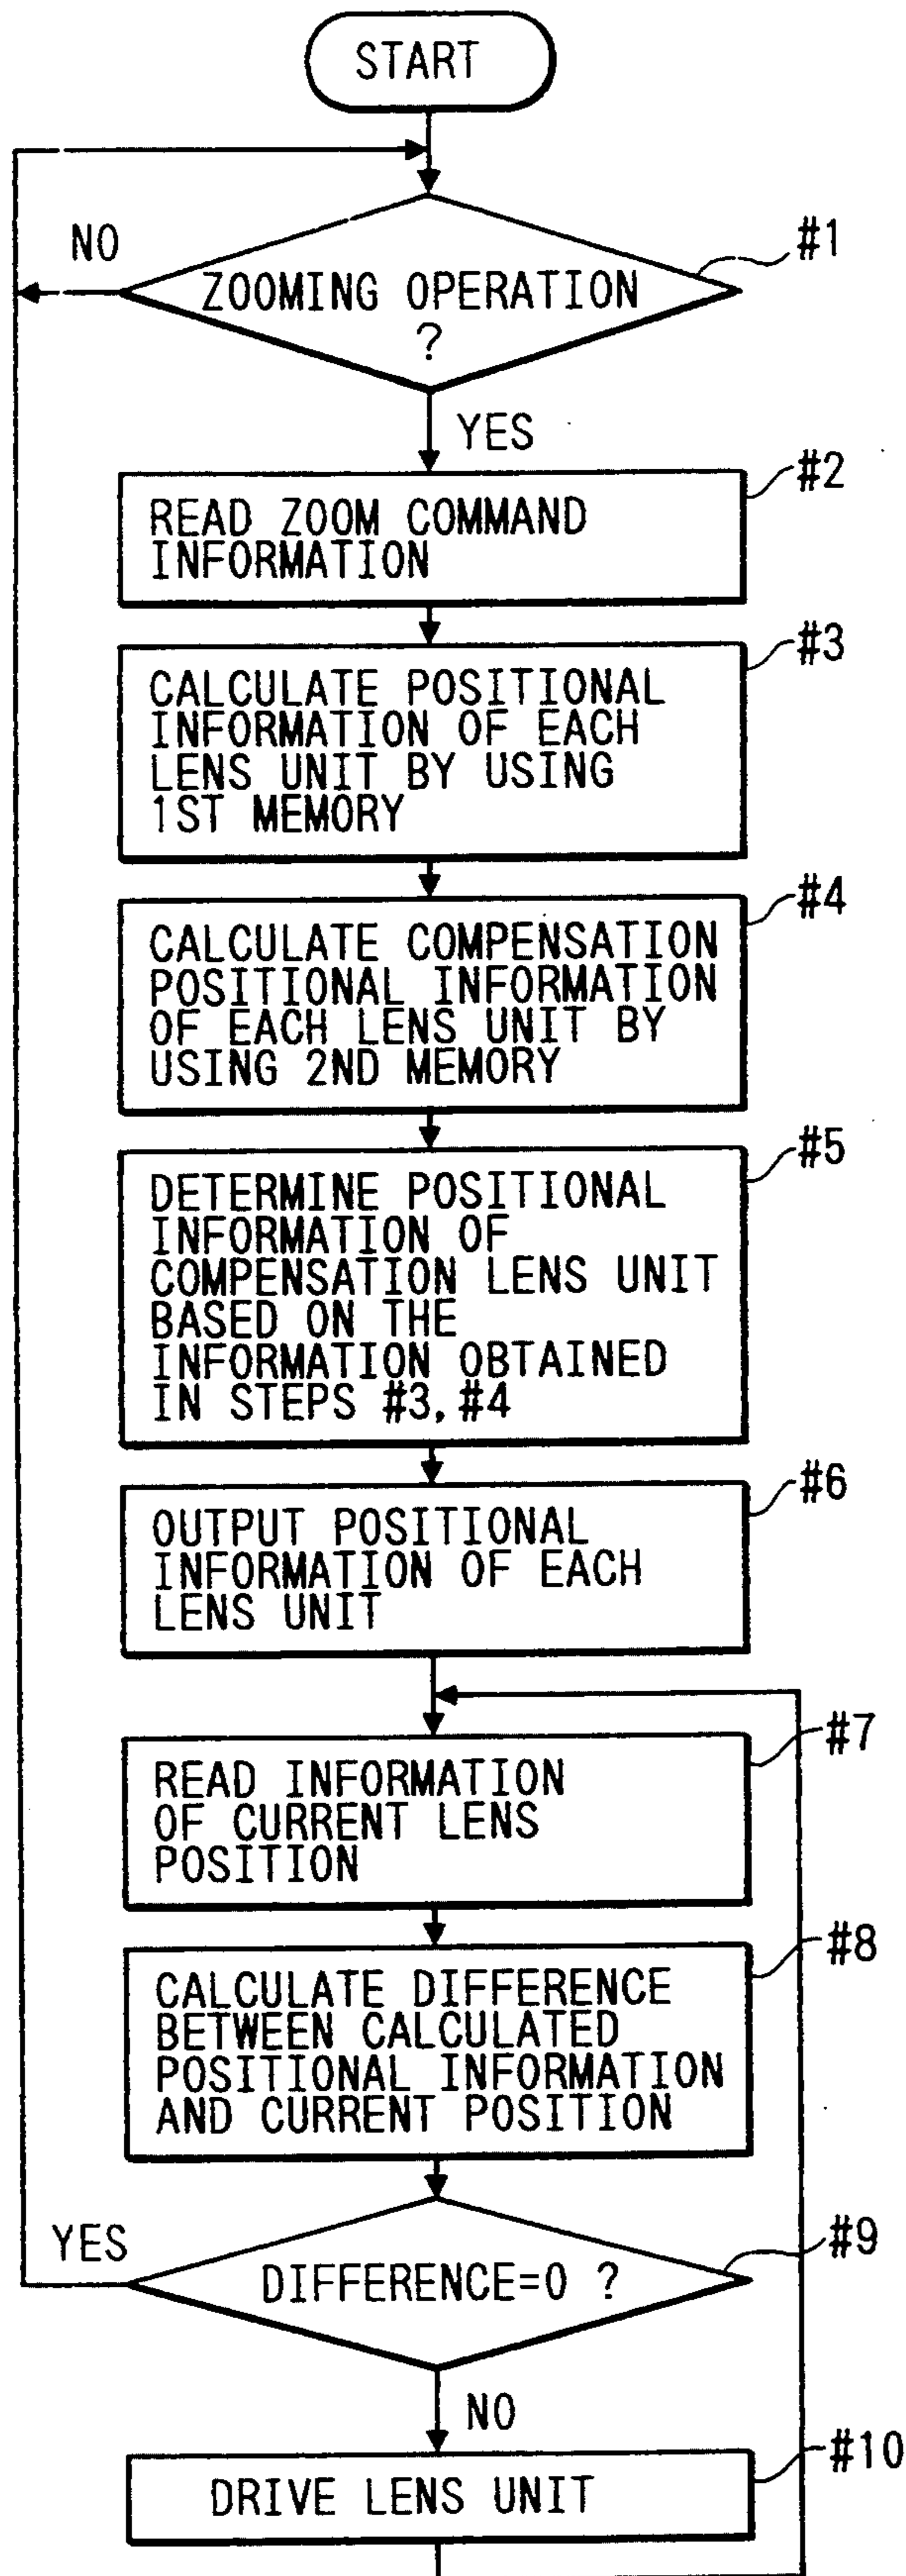 START
NO
#1
ZOOMING OPERATION
?
YES
#2
READ ZOOM COMMAND
INFORMATION
#3
CALCULATE POSITIONAL
INFORMATION OF EACH
LENS UNIT BY USING
1ST MEMORY
#4
CALCULATE COMPENSATION
POSITIONAL INFORMATION
OF EACH LENS UNIT BY
USING 2ND MEMORY
#5
DETERMINE POSITIONAL
INFORMATION OF
COMPENSATION LENS UNIT
BASED ON THE
INFORMATION OBTAINED
IN STEPS #3, #4
#6
OUTPUT POSITIONAL
INFORMATION OF EACH
LENS UNIT
#7
READ INFORMATION
OF CURRENT LENS
POSITION
#8
CALCULATE DIFFERENCE
BETWEEN CALCULATED
POSITIONAL INFORMATION
AND CURRENT POSITION
YES
#9
DIFFERENCE=0 ?
NO
#10
DRIVE LENS UNIT